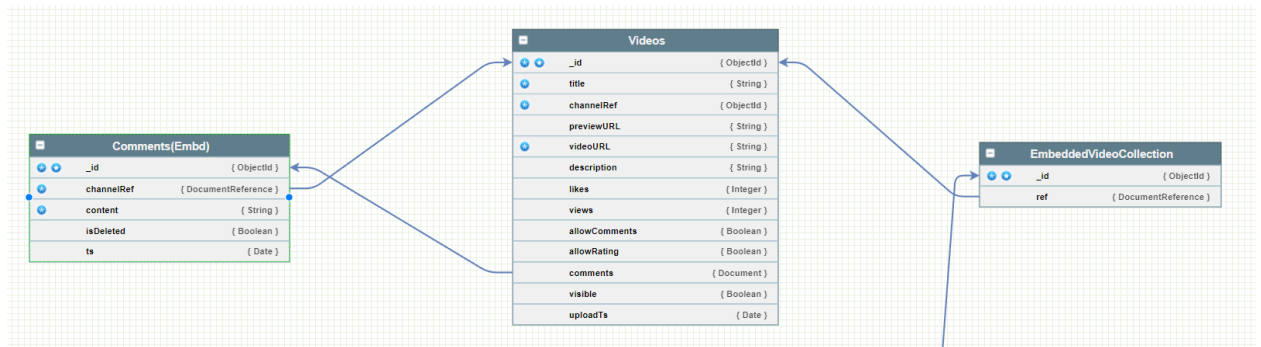 Videos
_id { ObjectId }
title { String }
channelRef { ObjectId }
previewURL { String }
videoURL { String }
description { String }
likes { Integer }
views { Integer }
allowComments { Boolean }
allowRating { Boolean }
comments { Document }
visible { Boolean }
uploadTs { Date }
Comments(Embd)
_id { ObjectId }
channelRef { DocumentReference }
content { String }
isDeleted { Boolean }
ts { Date }
EmbeddedVideoCollection
_id { ObjectId }
ref { DocumentReference }